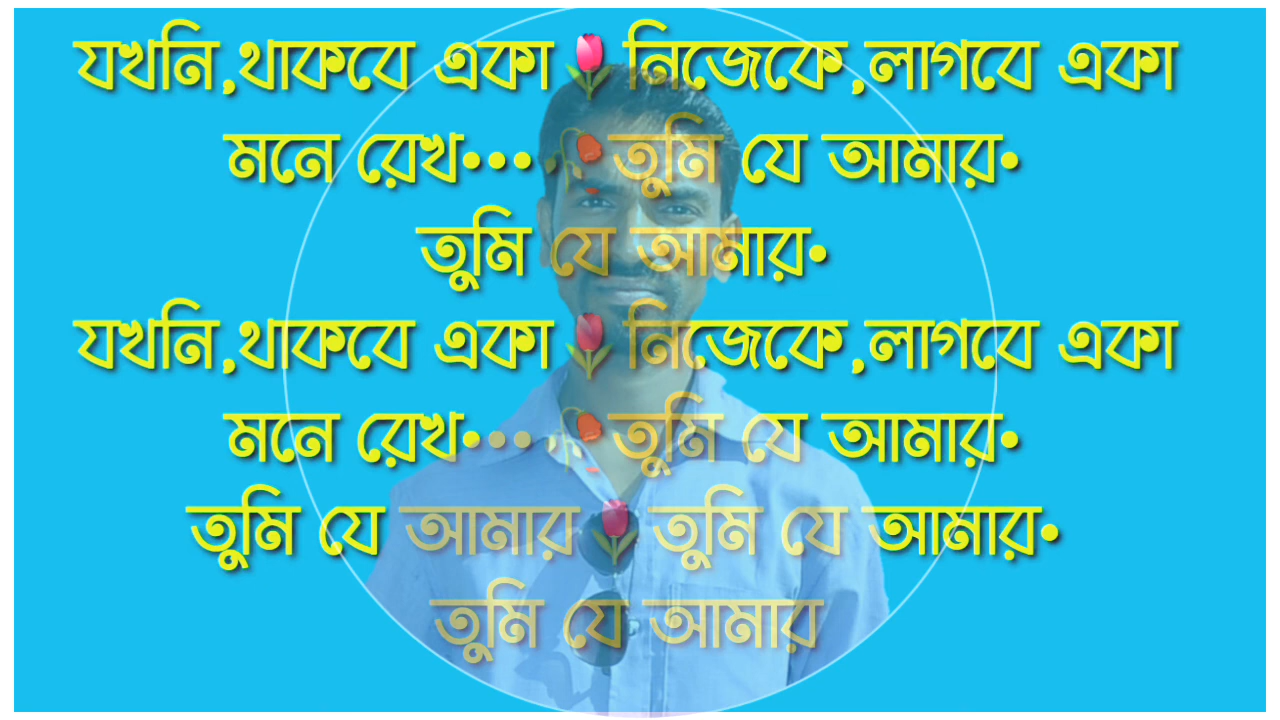 যখনি,থাকবে একা🌷নিজেকে,লাগবে একা
মনে রেখ••••🥀তুমি যে আমার•
তুমি যে আমার•
যখনি,থাকবে একা🌷নিজেকে,লাগবে একা
মনে রেখ••••🥀তুমি যে আমার•
তুমি যে আমার🌷তুমি যে আমার•
তুমি যে আমার